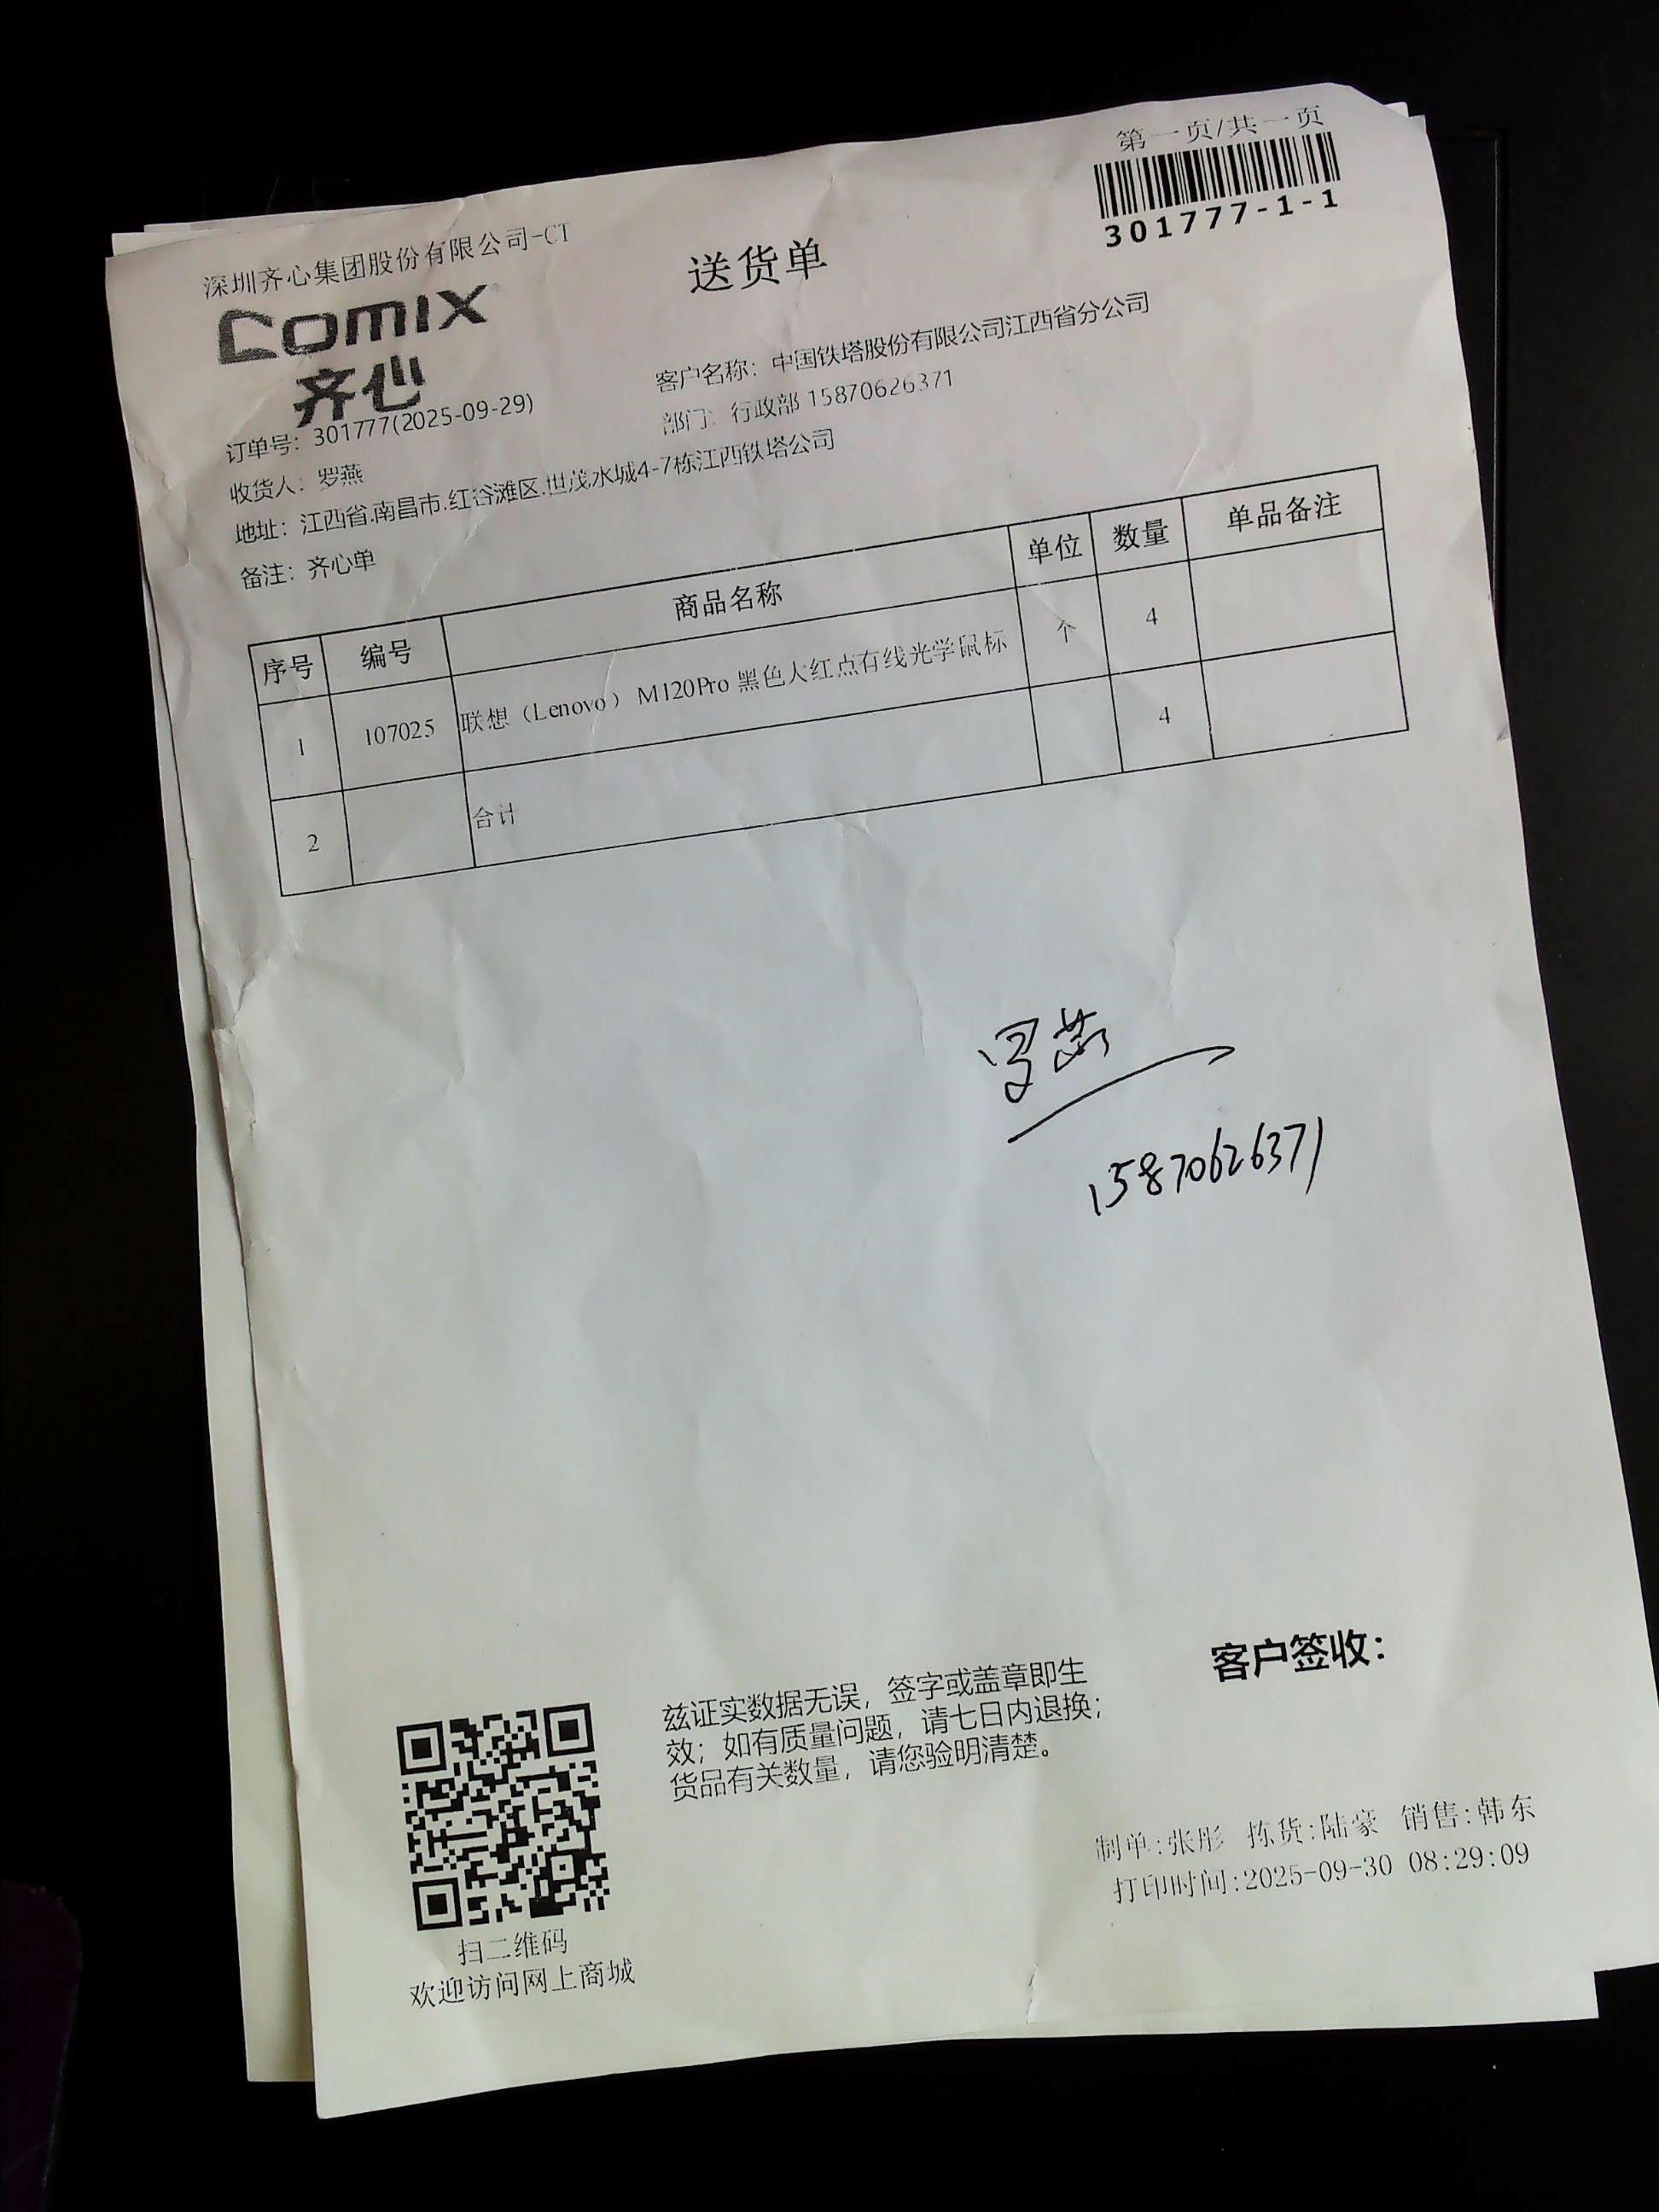 第一页/共一页
301777-1-1
深圳齐心集团股份有限公司-CT
送货单
comix
齐心
客户名称：中国铁塔股份有限公司江西省分公司
订单号：301777(2025-09-29)
部门：行政部 15870626371
收货人：罗燕
地址：江西省.南昌市.红谷滩区.世茂水城4-7栋江西铁塔公司
备注：齐心单
序号 编号 商品名称 单位 数量 单品备注
1 107025 联想（Lenovo） M120Pro 黑色大红点有线光学鼠标 个 4
2 合计 4
罗燕
15870626371
客户签收：
兹证实数据无误，签字或盖章即生
效；如有质量问题，请七日内退换；
货品有关数量，请您验明清楚。
制单:张彤 拣货:陆豪 销售:韩东
打印时间:2025-09-30 08:29:09
扫二维码
欢迎访问网上商城